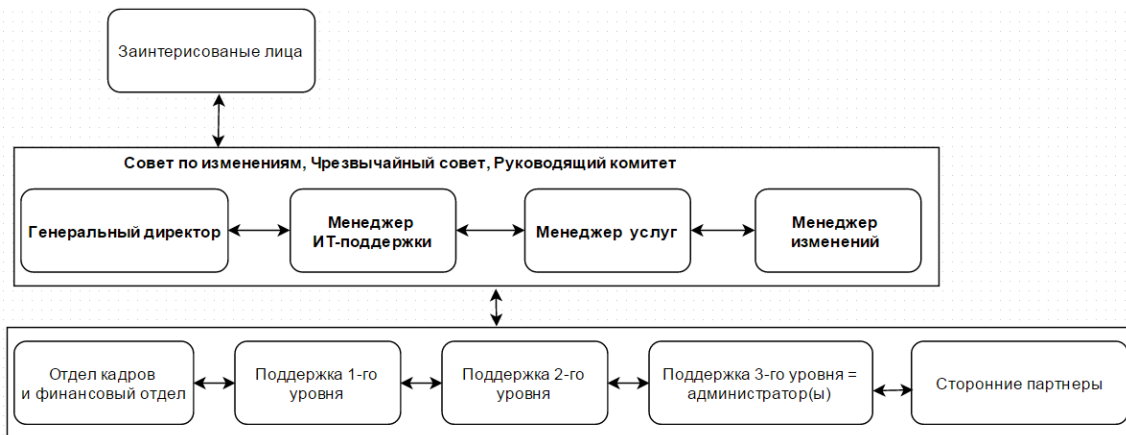 Заинтерисованые лица
Совет по изменениям, Чрезвычайный совет, Руководящий комитет
Генеральный директор
Менеджер
ИТ-поддержки
Менеджер услуг
Менеджер
изменений
Отдел кадров
и финансовый отдел
Поддержка 1-го
уровня
Поддержка 2-го
уровня
Поддержка 3-го уровня =
администратор(ы)
Сторонние партнеры